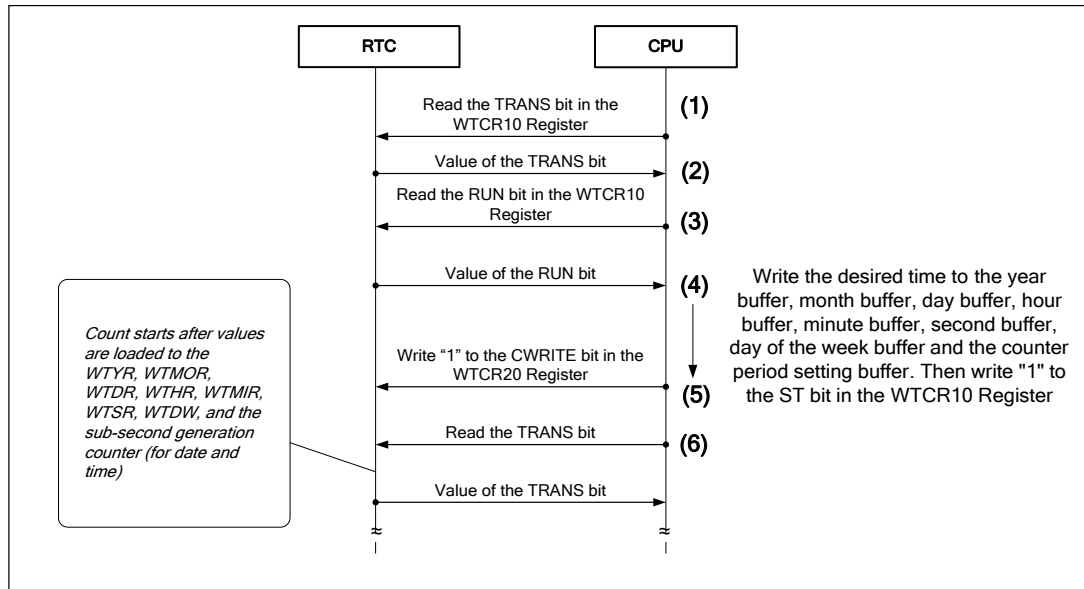 RTC
CPU
Read the TRANS bit in the
WTCR10 Register
(1)
Value of the TRANS bit
(2)
Read the RUN bit in the WTCR10
Register
(3)
Value of the RUN bit
(4)
Write the desired time to the year
buffer, month buffer, day buffer, hour
buffer, minute buffer, second buffer,
day of the week buffer and the counter
period setting buffer. Then write "1" to
the ST bit in the WTCR10 Register
Count starts after values
are loaded to the
WTYR, WTMOR,
WTDR, WTHR, WTMIR,
WTSR, WTDW, and the
sub-second generation
counter (for date and
time)
Write “1” to the CWRITE bit in the
WTCR20 Register
(5)
Read the TRANS bit
(6)
Value of the TRANS bit